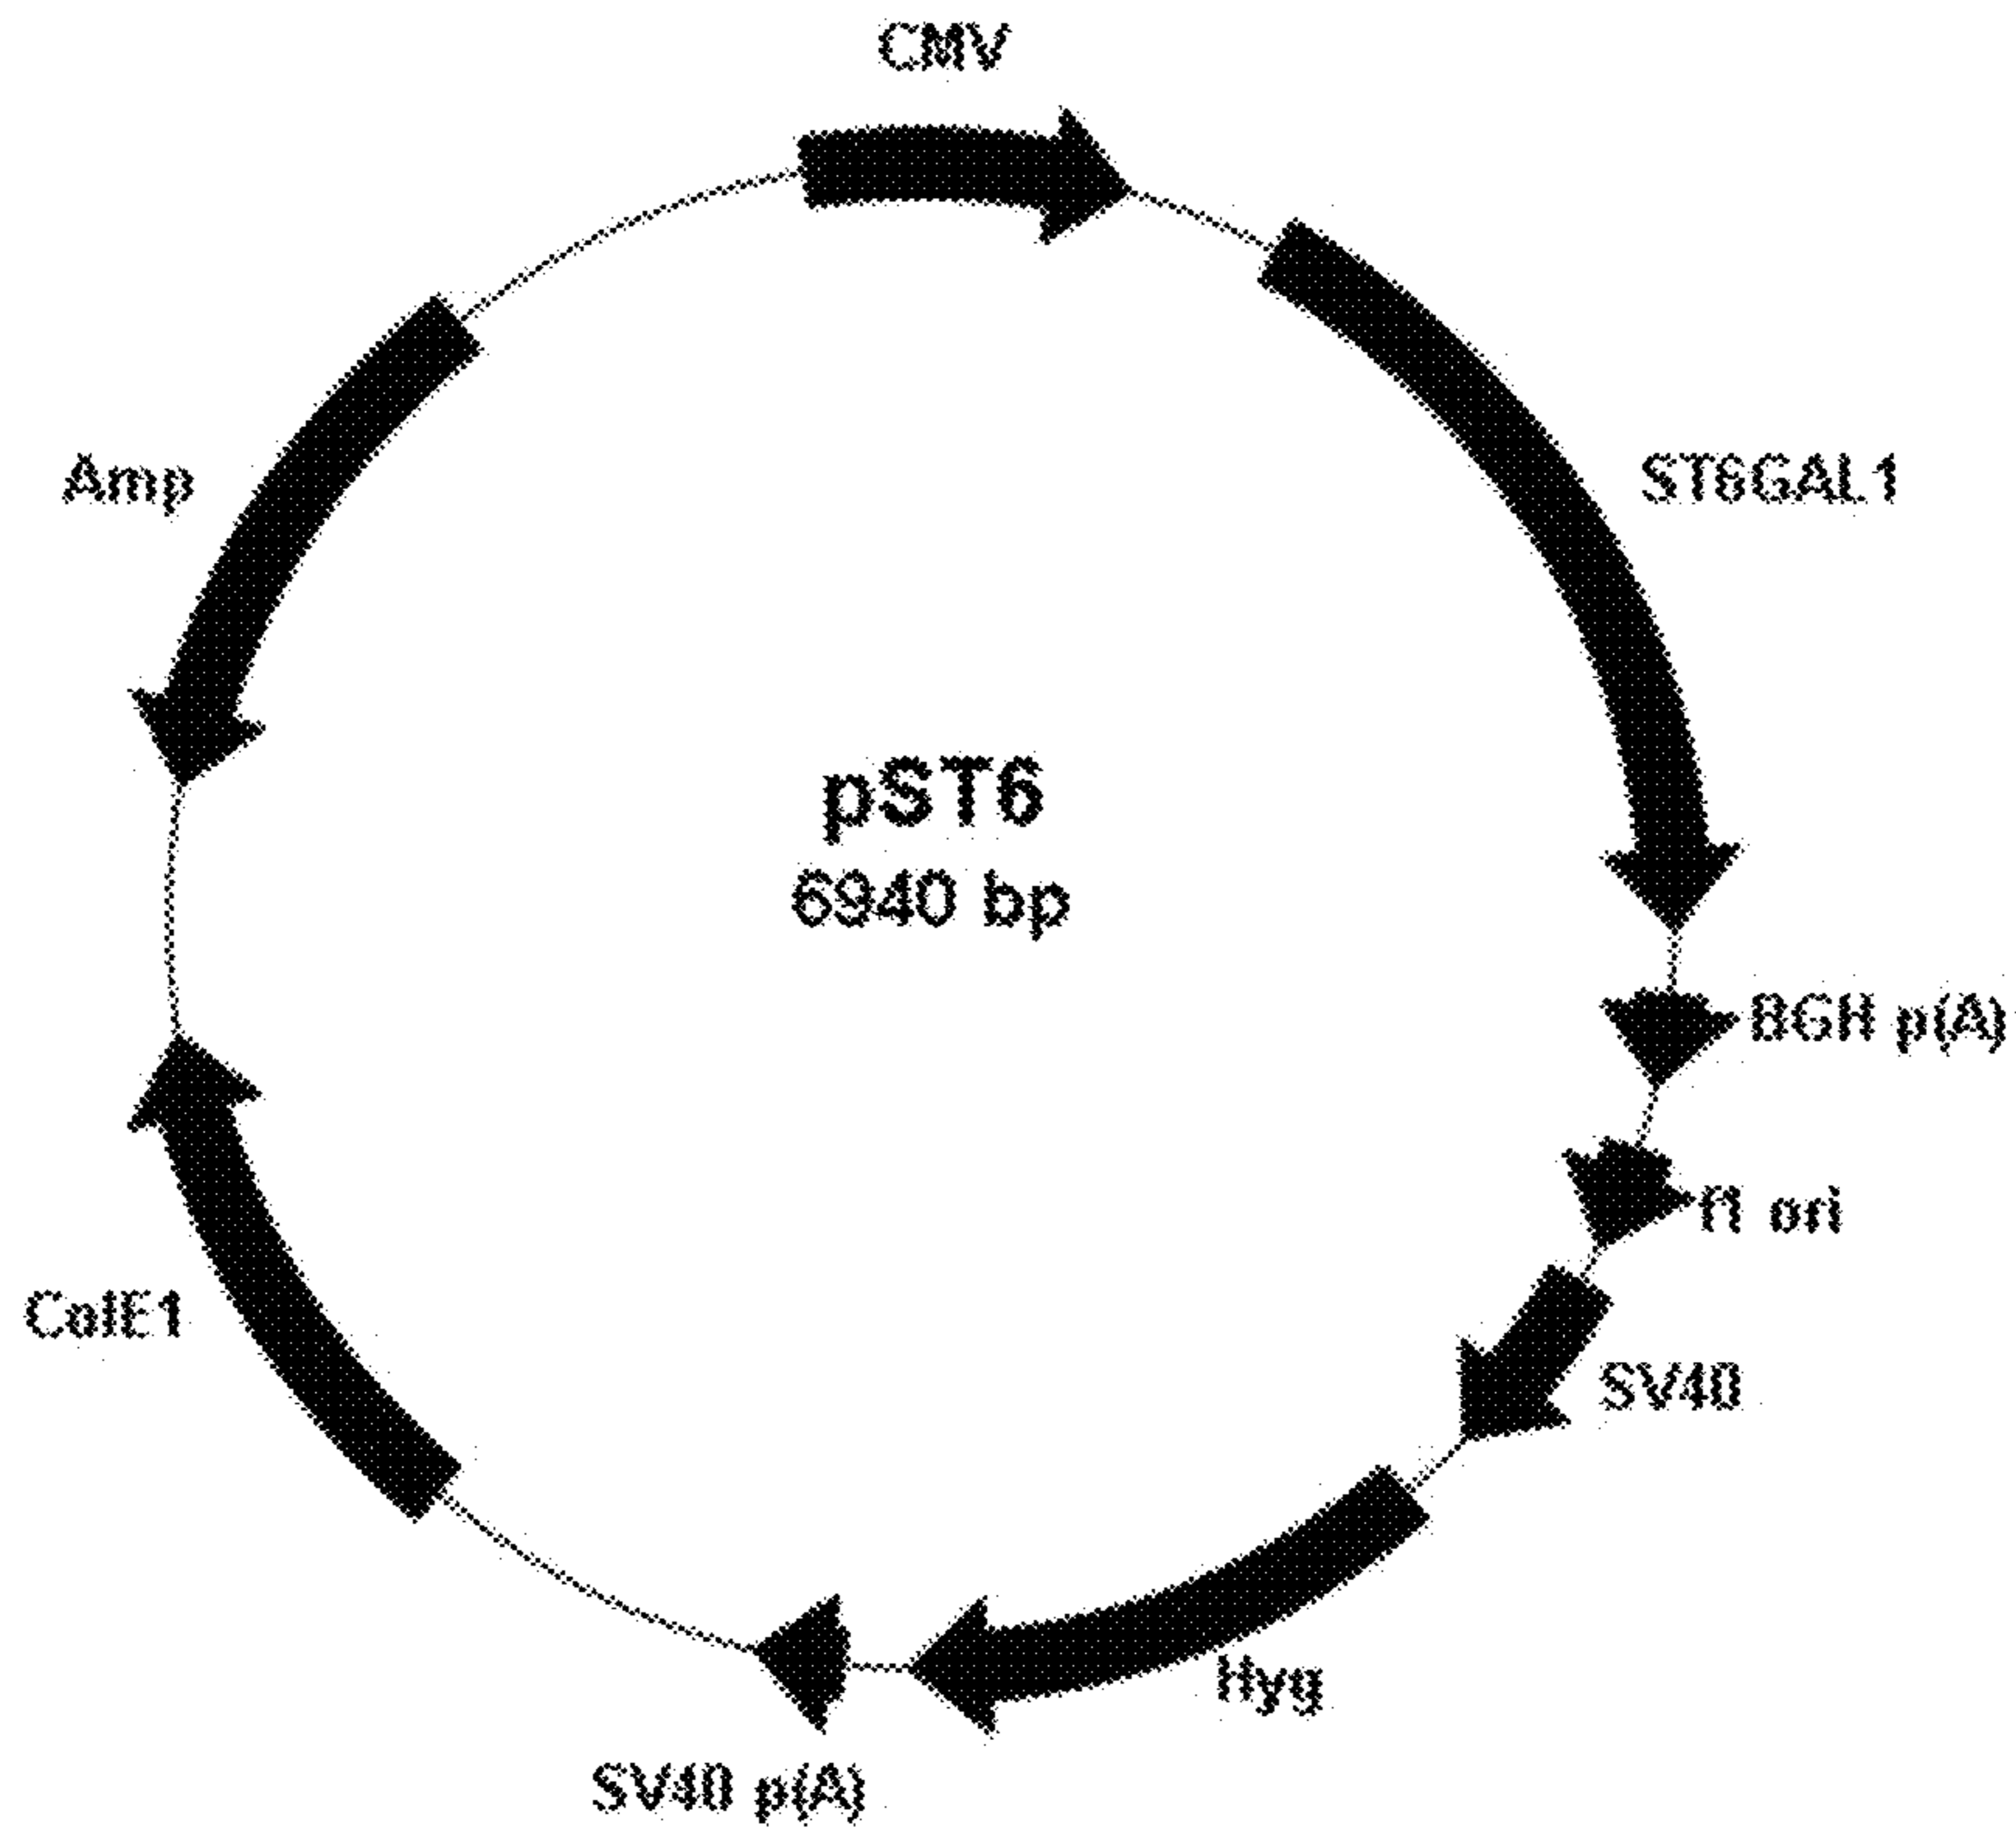 CMV
Amp
ST6GAL1
pST6
6940 bp
BGH p(A)
f1 ori
ColE1
SV40
Hyg
SV40 p(A)